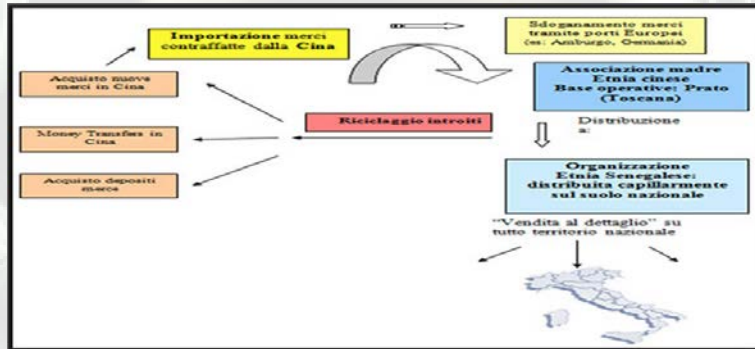 Importazione merci
contraffatte dalla Cina
Sdoganamento merci
tramite porti Europei
(es: Amburgo, Germania)
Acquisto nuove
merci in Cina
Associazione madre
Etnia cinese
Base operative: Prato
(Toscana)
Riciclaggio introiti
Distribuzione
a:
Money Transfers in
Cina
Organizzazione
Etnia Senegalese:
distribuita capillarmente
sul suolo nazionale
Acquisto depositi
merce
“Vendita al dettaglio” su
tutto territorio nazionale